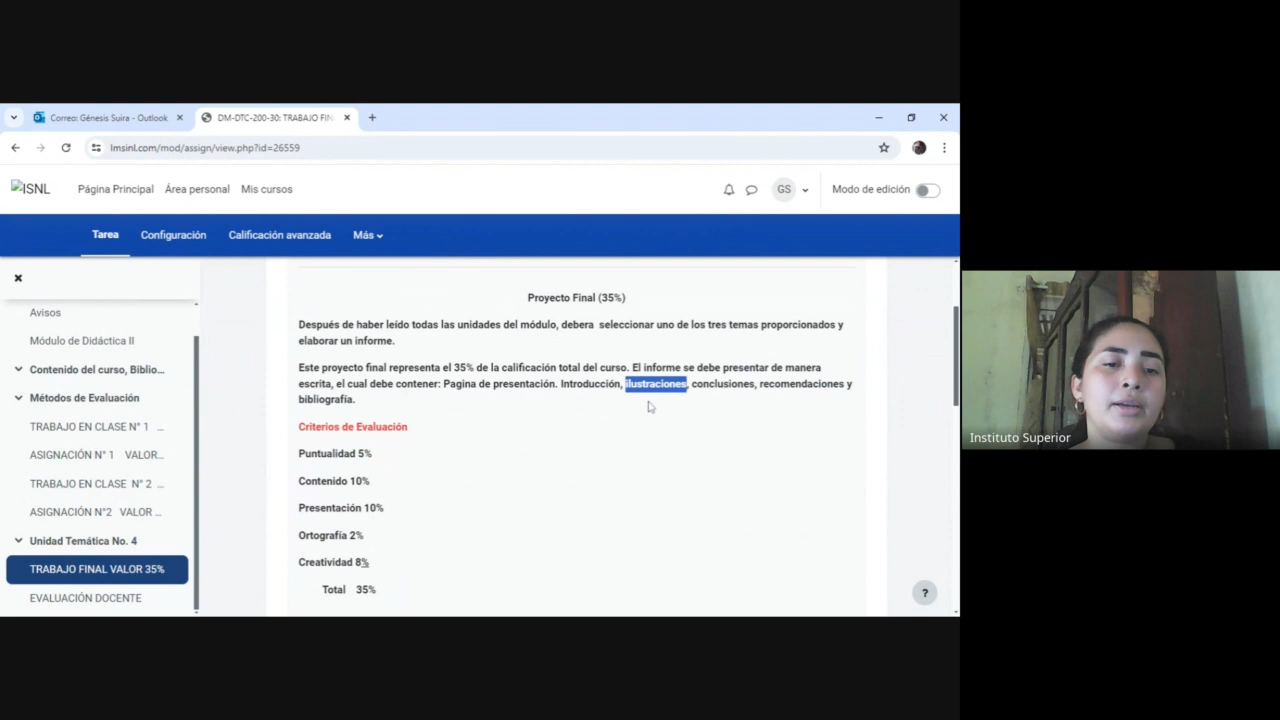 Correo: Génesis Suira - Outlook
DM-DTC-200-30: TRABAJO FIN
lmsinl.com/mod/assign/view.php?id=26559
ISNL
Página Principal Área personal Mis cursos
GS
Modo de edición
Tarea Configuración Calificación avanzada Más
Avisos
Módulo de Didáctica II
Contenido del curso, Biblio...
Métodos de Evaluación
TRABAJO EN CLASE N° 1 ...
ASIGNACIÓN N° 1 VALOR...
TRABAJO EN CLASE N° 2 ...
ASIGNACIÓN N°2 VALOR ...
Unidad Temática No. 4
TRABAJO FINAL VALOR 35%
EVALUACIÓN DOCENTE
Proyecto Final (35%)
Después de haber leído todas las unidades del módulo, debera seleccionar uno de los tres temas proporcionados y
elaborar un informe.
Este proyecto final representa el 35% de la calificación total del curso. El informe se debe presentar de manera
escrita, el cual debe contener: Pagina de presentación. Introducción, ilustraciones, conclusiones, recomendaciones y
bibliografía.
Criterios de Evaluación
Puntualidad 5%
Contenido 10%
Presentación 10%
Ortografía 2%
Creatividad 8%
Total 35%
?
Instituto Superior